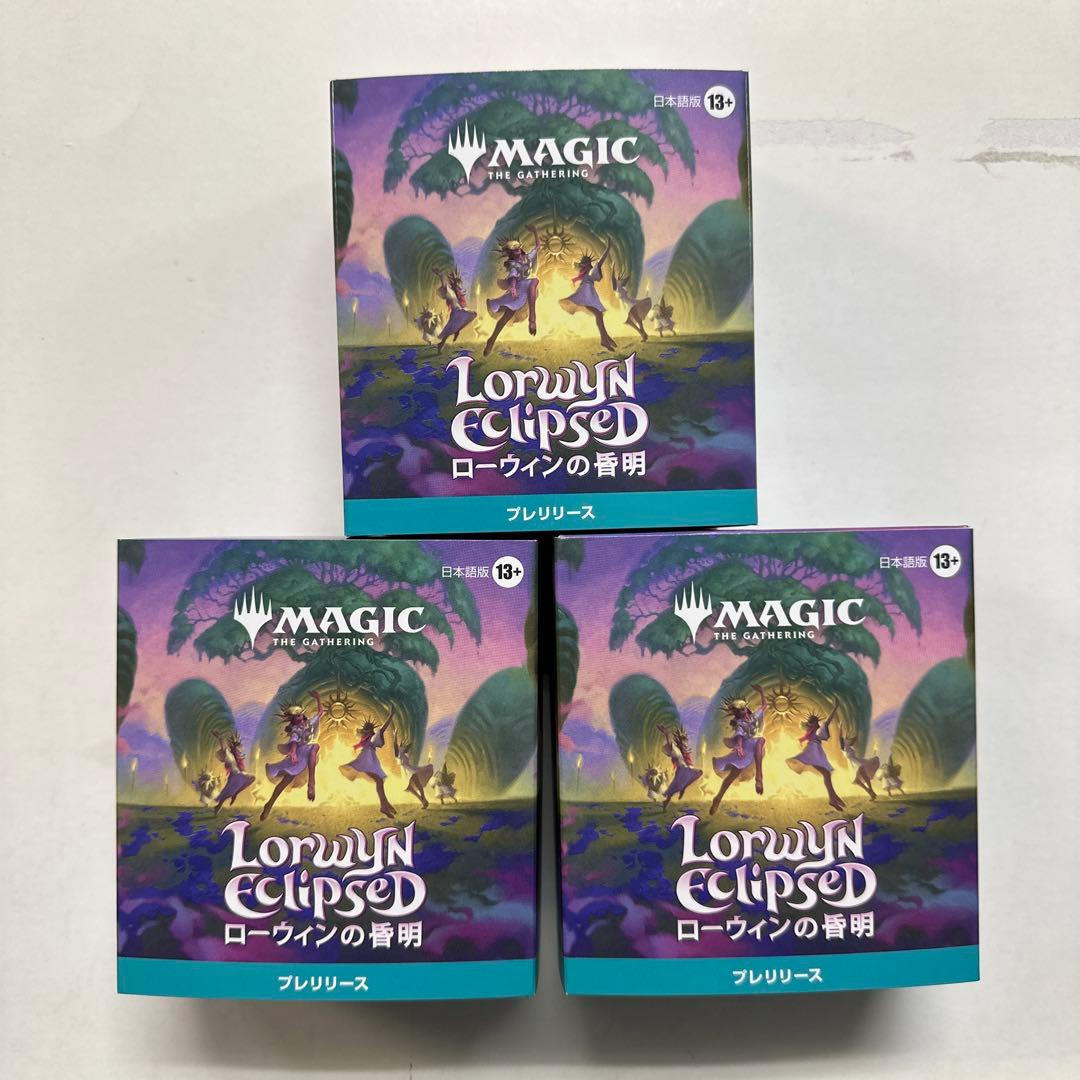 日本語版 13+
MAGIC
THE GATHERING
LORWYN
ECLIPSED
ローウィンの昏明
プレリリース
日本語版 13+
MAGIC
THE GATHERING
LORWYN
ECLIPSED
ローウィンの昏明
プレリリース
日本語版 13+
MAGIC
THE GATHERING
LORWYN
ECLIPSED
ローウィンの昏明
プレリリース